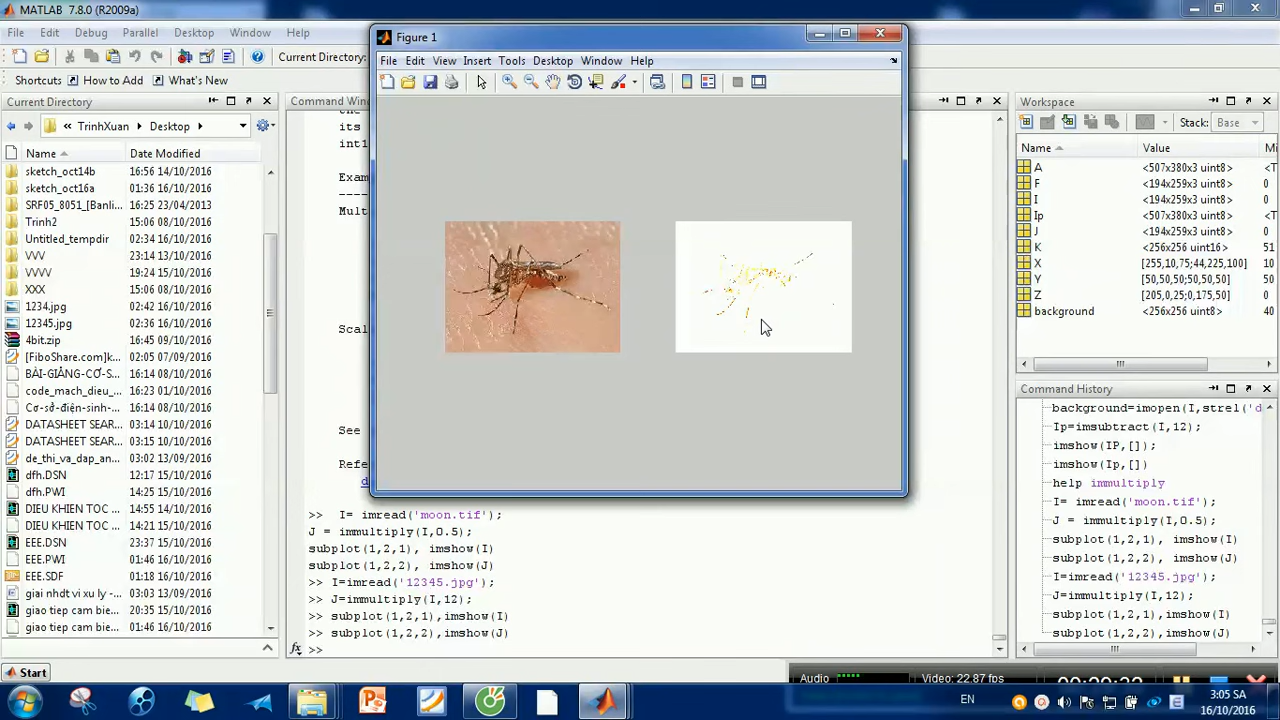 MATLAB 7.8.0 (R2009a)
File Edit Debug Parallel Desktop Window Help
Current Directory:
Shortcuts How to Add What's New
Current Directory
« TrinhXuan ▸ Desktop ▸
Name Date Modified
sketch_oct14b 16:56 14/10/2016
sketch_oct16a 01:36 16/10/2016
SRF05_8051_[Banli... 16:25 23/04/2013
Trinh2 15:06 08/10/2016
Untitled_tempdir 02:34 16/10/2016
VVV 23:14 13/10/2016
VVVV 23:12 13/10/2016
XXX 15:06 08/10/2016
1234.jpg 02:42 16/10/2016
12345.jpg 02:47 16/10/2016
4bit.zip 16:45 09/10/2016
[FiboShare.com]k... 02:05 07/09/2016
BÀI-GIẢNG-CƠ-S... 16:14 08/10/2016
code_mach_dieu_... 16:23 01/10/2016
Cơ-sở-điện-sinh-... 16:14 08/10/2016
DATASHEET SEAR... 03:13 09/10/2016
DATASHEET SEAR... 03:15 10/10/2016
de_thi_va_dap_an... 03:02 13/09/2016
dfh.DSN 12:17 15/10/2016
dfh.PWI 14:25 15/10/2016
DIEU KHIEN TOC ... 14:55 14/10/2016
DIEU KHIEN TOC ... 14:21 15/10/2016
EEE.DSN 23:37 15/10/2016
EEE.PWI 01:46 16/10/2016
EEE.SDF 01:18 16/10/2016
giai nhdt vi xu ly -... 03:03 13/09/2016
giao tiep cam bie... 20:35 15/10/2016
giao tiep cam bie... 01:46 16/10/2016
Command Win
the
its
int1
Exam
----
Mult
Scal
See
Refe
d
>> I= imread('moon.tif');
J = immultiply(I,0.5);
subplot(1,2,1), imshow(I)
subplot(1,2,2), imshow(J)
>> I=imread('12345.jpg');
>> J=immultiply(I,12);
>> subplot(1,2,1),imshow(I)
>> subplot(1,2,2),imshow(J)
fx >>
Figure 1
File Edit View Insert Tools Desktop Window Help
Workspace
Stack: Base
Name Value Mi
A <507x380x3 uint8> <T
F <194x259x3 uint8> 0
I <194x259x3 uint8> 0
Ip <507x380x3 uint8> <T
J <194x259x3 uint8> 0
K <256x256 uint16> 51
X [255,10,75;44,225,100] 10
Y [50,50,50;50,50,50] 50
Z [205,0,25;0,175,50] 0
background <256x256 uint8> 40
Command History
background=imopen(I,strel('d
Ip=imsubtract(I,12);
imshow(IP,[]);
imshow(Ip,[])
help immultiply
I= imread('moon.tif');
J = immultiply(I,0.5);
subplot(1,2,1), imshow(I)
subplot(1,2,2), imshow(J)
I=imread('12345.jpg');
J=immultiply(I,12);
subplot(1,2,1),imshow(I)
subplot(1,2,2),imshow(J)
Start
Audio Video: 22.87 fps
EN
3:05 SA
16/10/2016